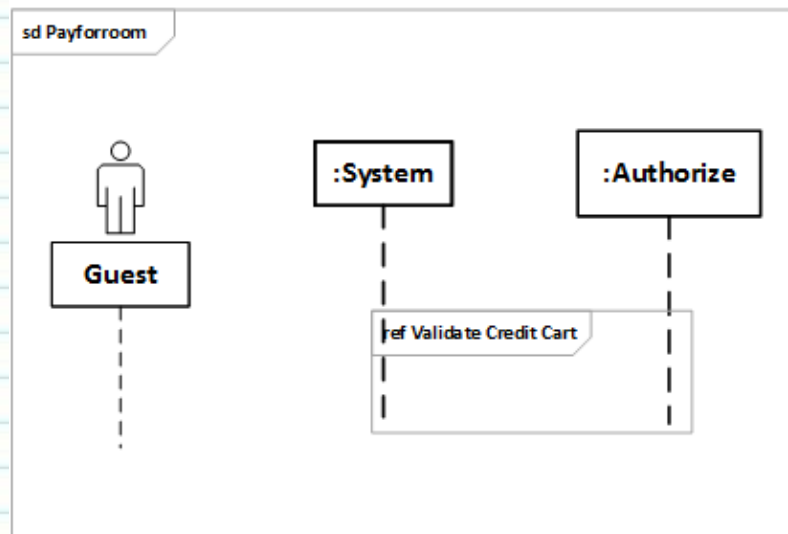 sd Payforroom
:System
:Authorize
Guest
ref Validate Credit Cart